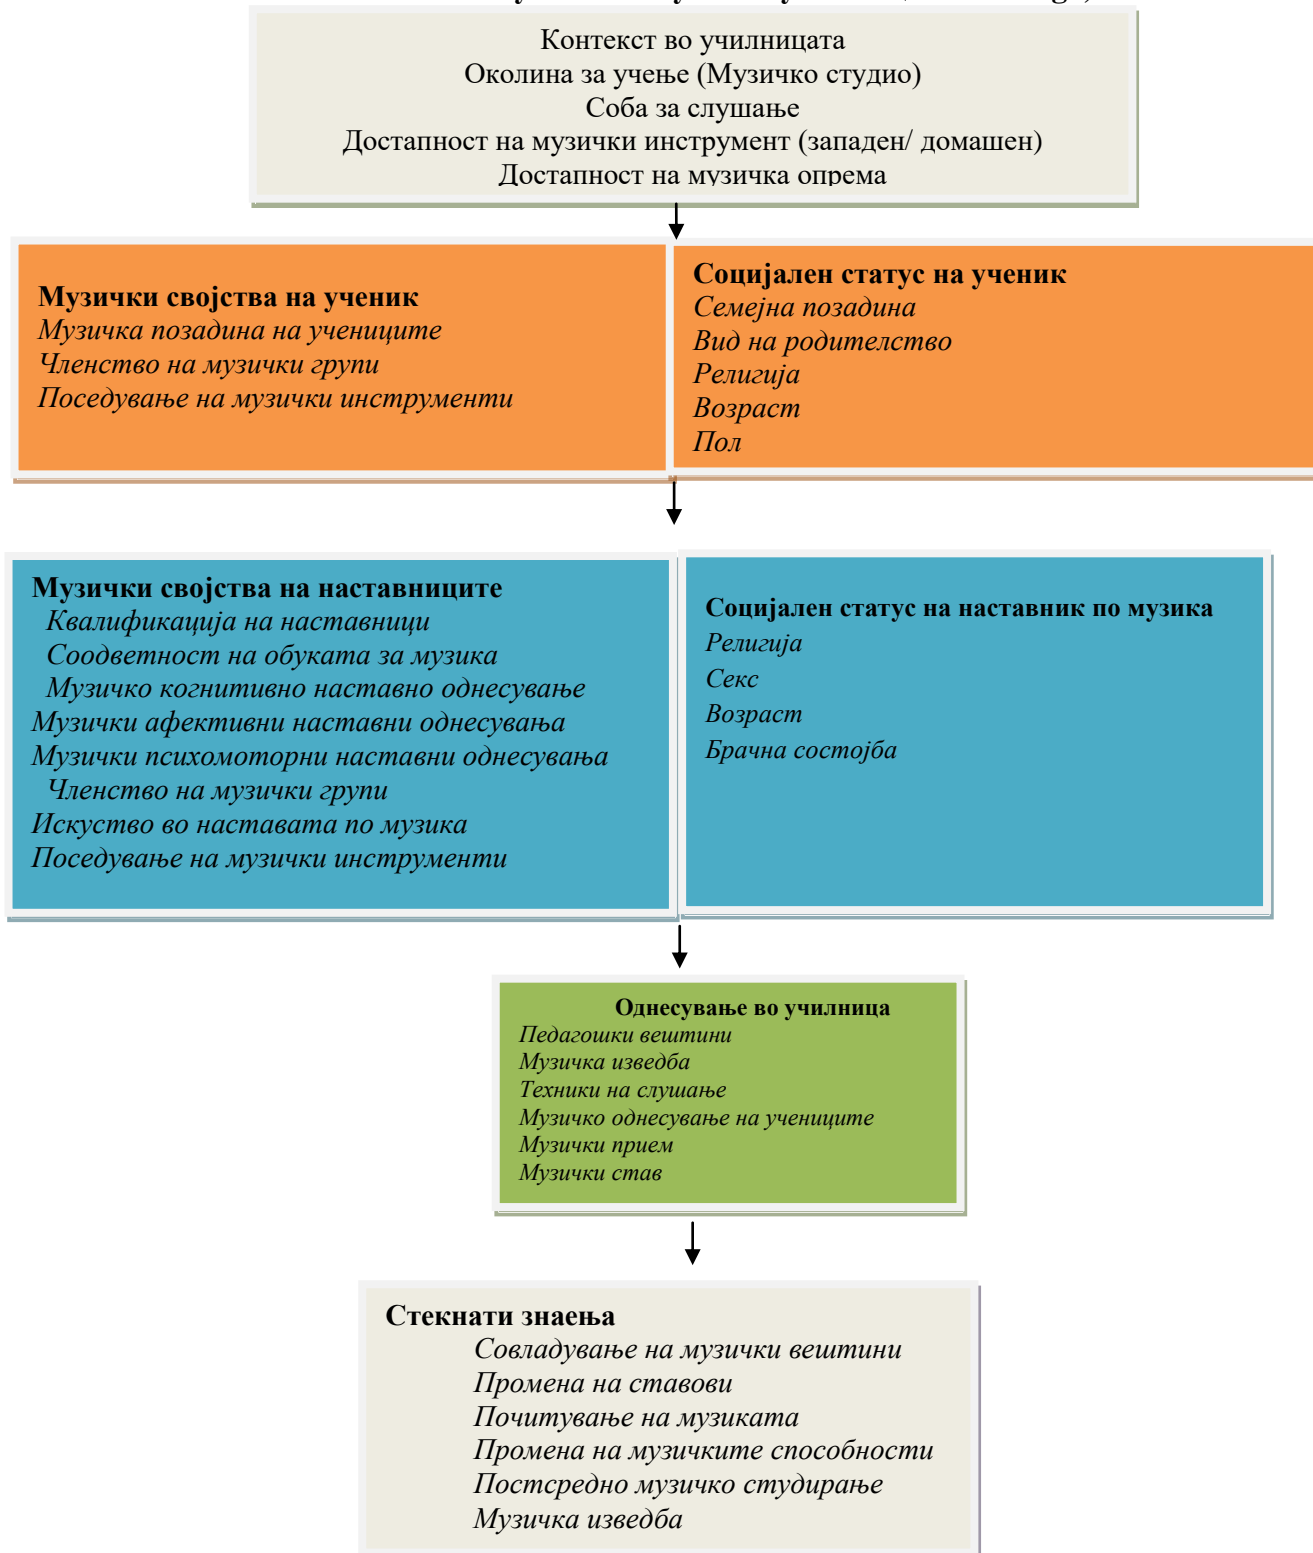 Контекст во училницата
Околина за учење (Музичко студио)
Соба за слушање
Достапност на музички инструмент (западен/ домашен)
Достапност на музичка опрема
Музички својства на ученик
Музичка позадина на учениците
Членство на музички групи
Поседување на музички инструменти
Социјален статус на ученик
Семејна позадина
Вид на родителство
Религија
Возраст
Пол
Музички својства на наставниците
Квалификација на наставници
Соодветност на обуката за музика
Музичко когнитивно наставно однесување
Музички афективни наставни однесувања
Музички психомоторни наставни однесувања
Членство на музички групи
Искуство во наставата по музика
Поседување на музички инструменти
Социјален статус на наставник по музика
Религија
Секс
Возраст
Брачна состојба
Однесување во училница
Педагошки вештини
Музичка изведба
Техники на слушање
Музичко однесување на учениците
Музички прием
Музички став
Стекнати знаења
Совладување на музички вештини
Промена на ставови
Почитување на музиката
Промена на музичките способности
Постсредно музичко студирање
Музичка изведба